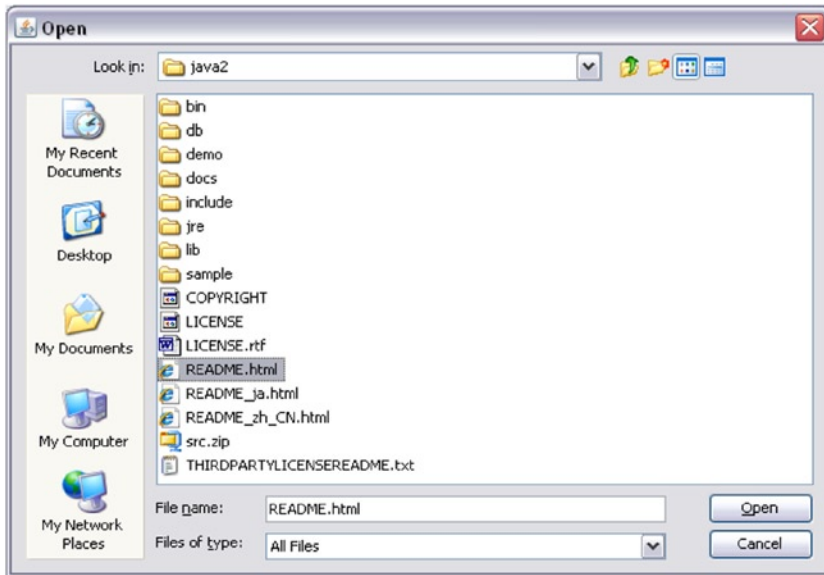 Open
Look in:
java2
My Recent
Documents
Desktop
My Documents
My Computer
My Network
Places
bin
db
demo
docs
include
jre
lib
sample
COPYRIGHT
LICENSE
LICENSE.rtf
README.html
README_ja.html
README_zh_CN.html
src.zip
THIRDPARTYLICENSEREADME.txt
File name:
README.html
Open
Files of type:
All Files
Cancel